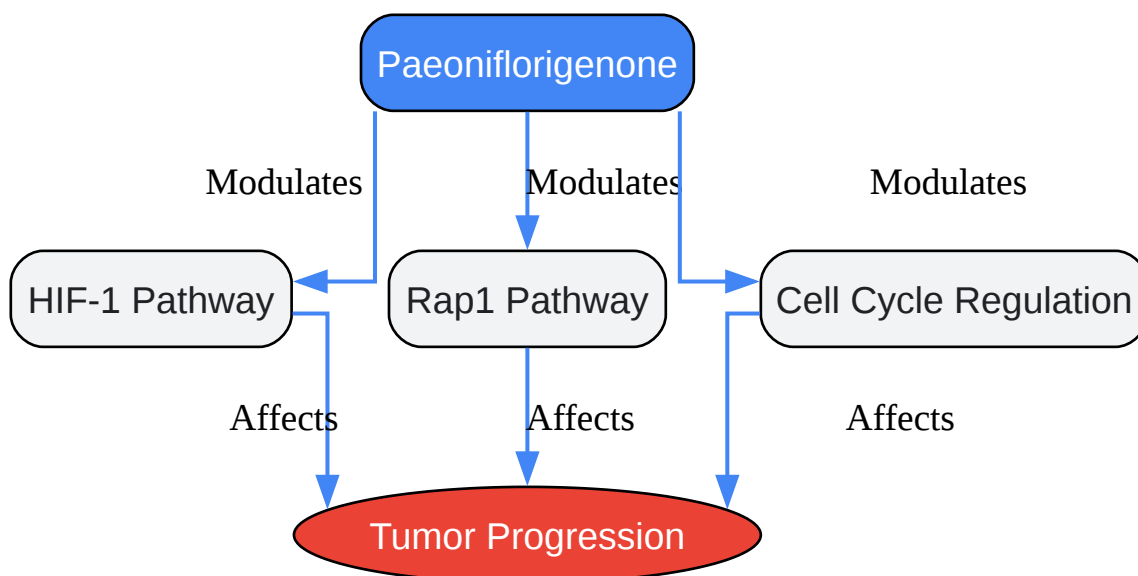 Paeoniflorigenone
Modulates
Modulates
Modulates
HIF-1 Pathway
Rap1 Pathway
Cell Cycle Regulation
Affects
Affects
Affects
Tumor Progression